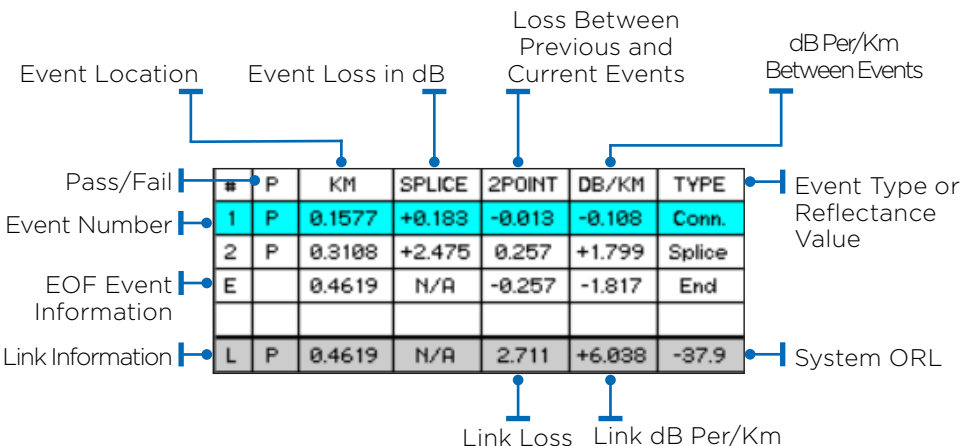 Loss Between
Previous and
Current Events
dB Per/Km
Between Events
Event Location
Event Loss in dB
Pass/Fail
# P KM SPLICE 2POINT DB/KM TYPE
Event Type or
Reflectance
Value
Event Number
1 P 0.1577 +0.183 -0.013 -0.108 Conn.
2 P 0.3108 +2.475 0.257 +1.799 Splice
EOF Event
Information
E 0.4619 N/A -0.257 -1.817 End
Link Information
L P 0.4619 N/A 2.711 +6.038 -37.9
System ORL
Link Loss
Link dB Per/Km